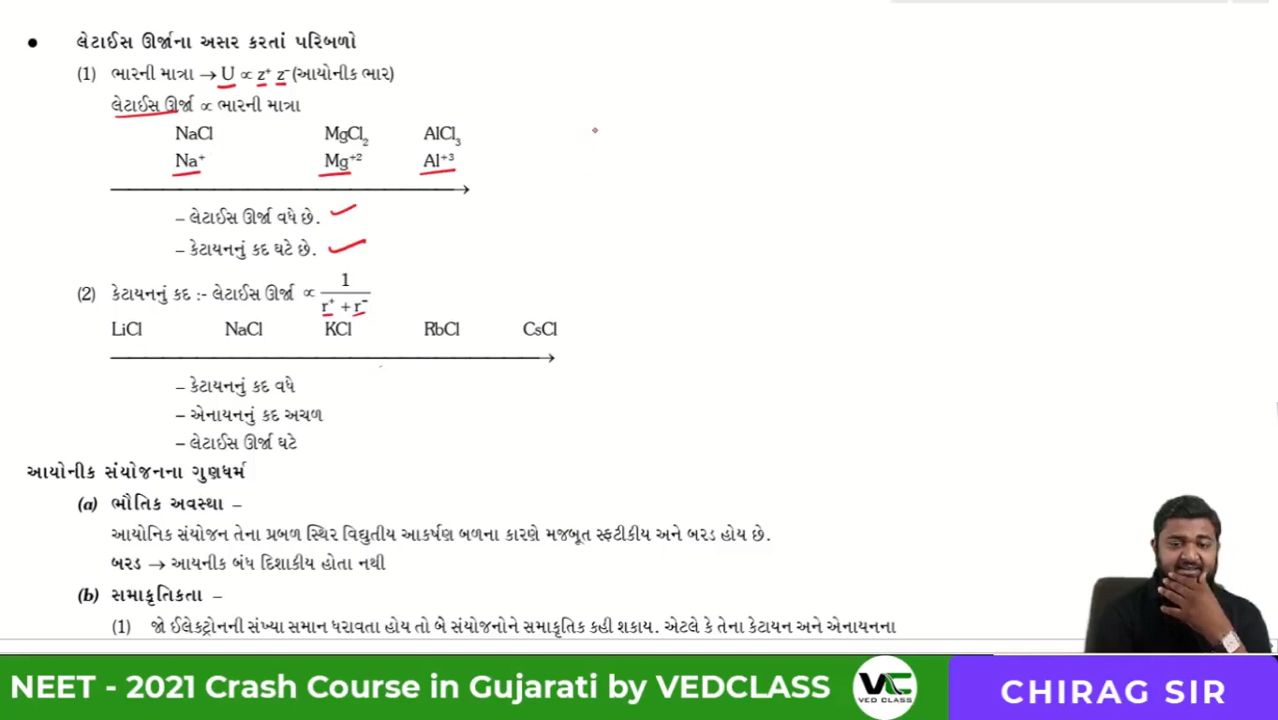 ● લેટાઈસ ઊર્જાના અસર કરતાં પરિબળો
(1) ભારની માત્રા → U ∝ z⁺ z⁻ (આયોનીક ભાર)
લેટાઈસ ઊર્જા ∝ ભારની માત્રા
NaCl MgCl₂ AlCl₃
Na⁺ Mg⁺² Al⁺³
– લેટાઈસ ઊર્જા વધે છે.
– કેટાયનનું કદ ઘટે છે.
(2) કેટાયનનું કદ :- લેટાઈસ ઊર્જા ∝ 1 / r⁺ + r⁻
LiCl NaCl KCl RbCl CsCl
– કેટાયનનું કદ વધે
– એનાયનનું કદ અચળ
– લેટાઈસ ઊર્જા ઘટે
આયોનીક સંયોજનના ગુણધર્મ
(a) ભૌતિક અવસ્થા –
આયોનિક સંયોજન તેના પ્રબળ સ્થિર વિદ્યુતીય આકર્ષણ બળના કારણે મજબૂત સ્ફટીકીય અને બરડ હોય છે.
બરડ → આયનીક બંધ દિશાકીય હોતા નથી
(b) સમાકૃતિકતા –
(1) જો ઈલેક્ટ્રોનની સંખ્યા સમાન ધરાવતા હોય તો બે સંયોજનોને સમાકૃતિક કહી શકાય. એટલે કે તેના કેટાયન અને એનાયનના
NEET - 2021 Crash Course in Gujarati by VEDCLASS
VC
VED CLASS
CHIRAG SIR